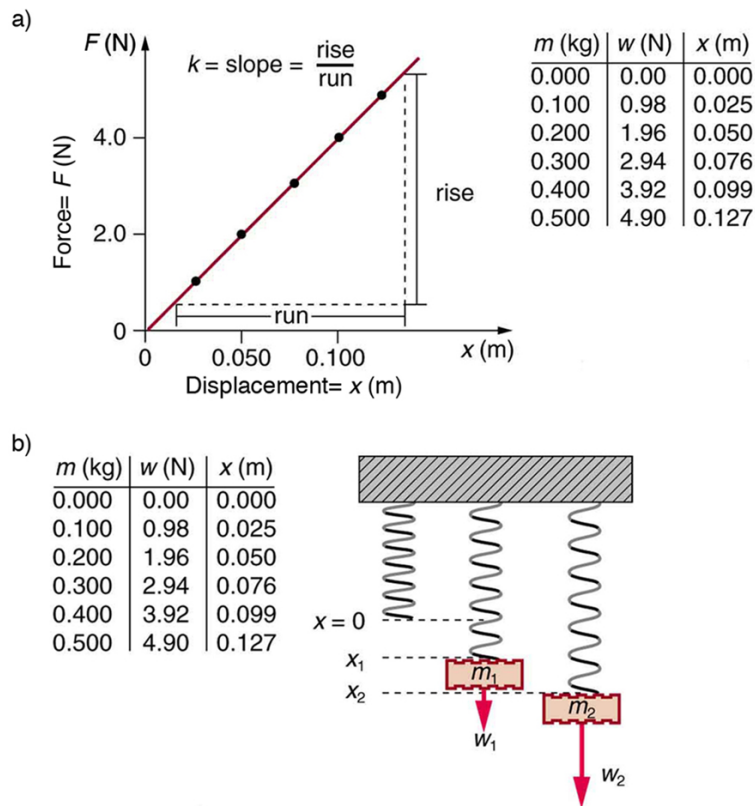 a)
F (N)
k = slope = rise
run
4.0
2.0
0
Force= F (N)
rise
run
0 0.050 0.100 x (m)
Displacement= x (m)
m (kg) w (N) x (m)
0.000 0.00 0.000
0.100 0.98 0.025
0.200 1.96 0.050
0.300 2.94 0.076
0.400 3.92 0.099
0.500 4.90 0.127
b)
m (kg) w (N) x (m)
0.000 0.00 0.000
0.100 0.98 0.025
0.200 1.96 0.050
0.300 2.94 0.076
0.400 3.92 0.099
0.500 4.90 0.127
x = 0
x₁
x₂
m₁
m₂
w₁
w₂